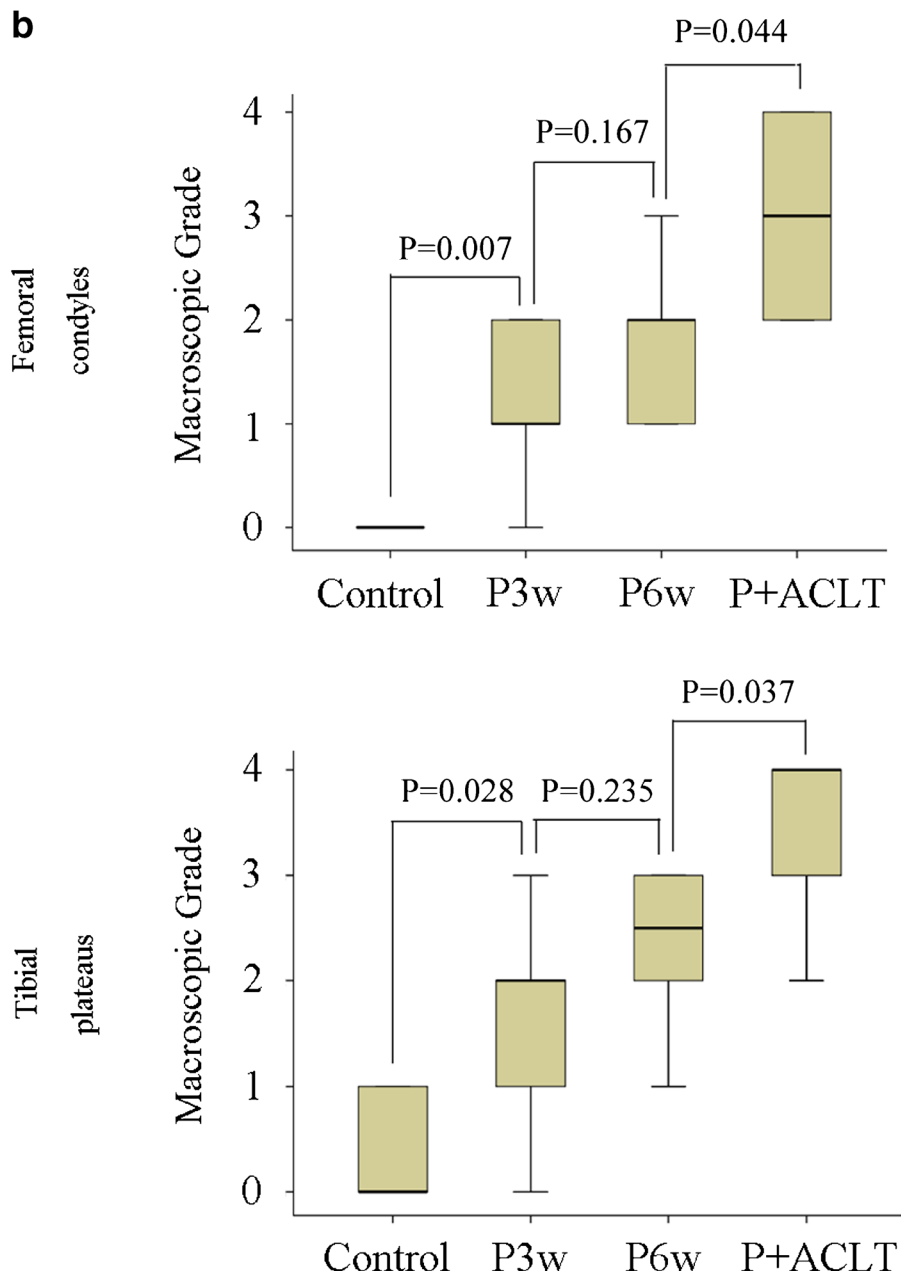 b
P=0.044
P=0.167
P=0.007
Femoral
condyles
Macroscopic Grade
4
3
2
1
0
Control P3w P6w P+ACLT
P=0.037
P=0.028 P=0.235
Tibial
plateaus
Macroscopic Grade
4
3
2
1
0
Control P3w P6w P+ACLT